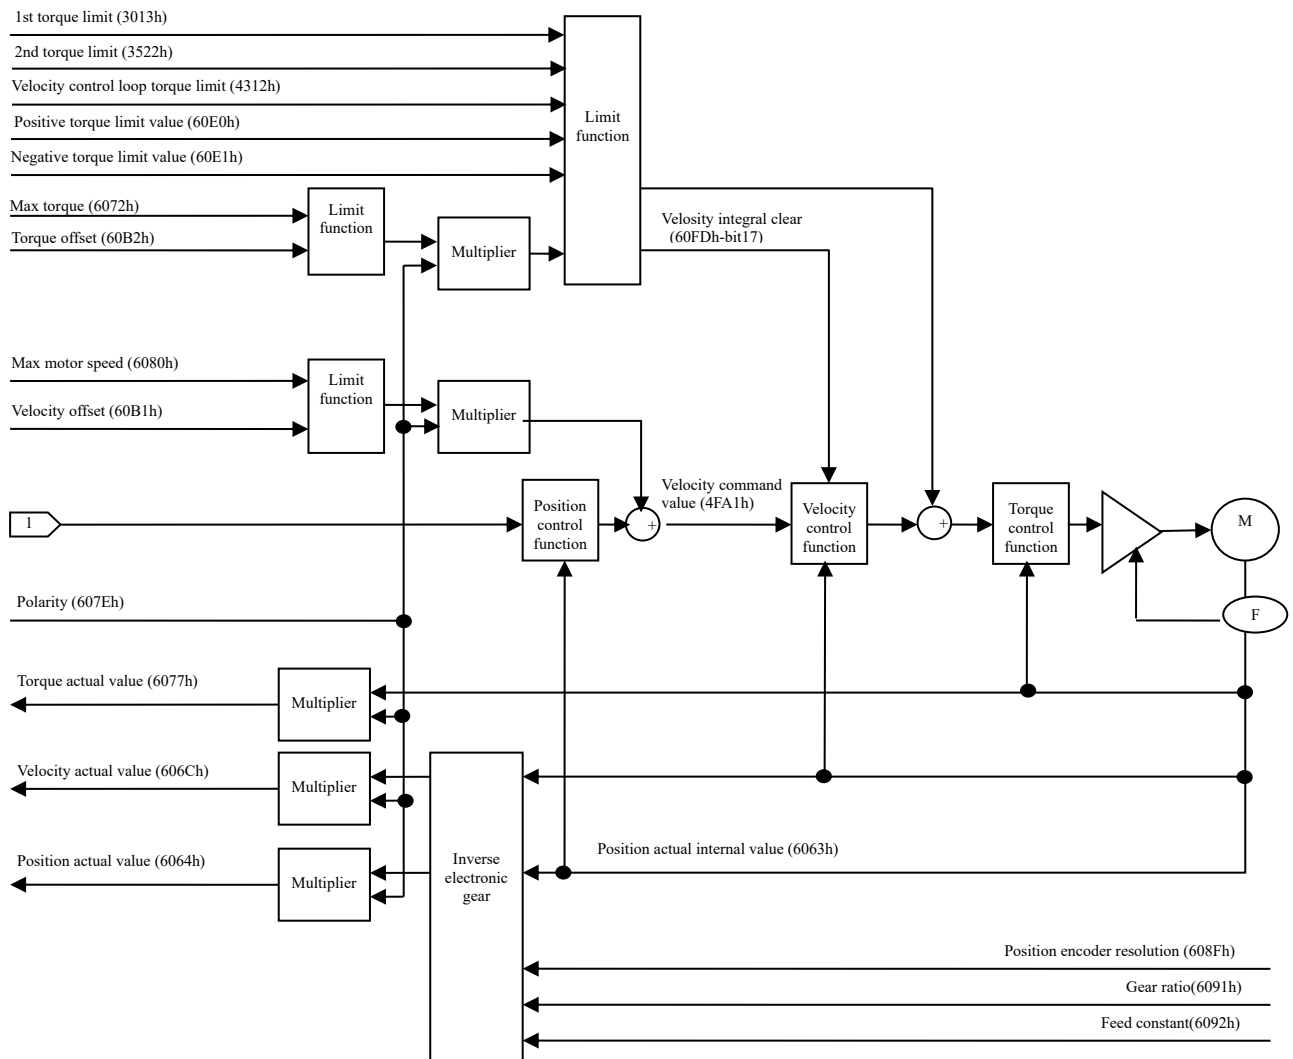 1st torque limit (3013h)
2nd torque limit (3522h)
Velocity control loop torque limit (4312h)
Positive torque limit value (60E0h)
Negative torque limit value (60E1h)
Limit
function
Max torque (6072h)
Torque offset (60B2h)
Limit
function
Multiplier
Velosity integral clear
(60FDh-bit17)
Max motor speed (6080h)
Velocity offset (60B1h)
Limit
function
Multiplier
1
Position
control
function
+
Velocity command
value (4FA1h)
Velocity
control
function
+
Torque
control
function
M
F
Polarity (607Eh)
Torque actual value (6077h)
Multiplier
Velocity actual value (606Ch)
Multiplier
Position actual value (6064h)
Multiplier
Inverse
electronic
gear
Position actual internal value (6063h)
Position encoder resolution (608Fh)
Gear ratio(6091h)
Feed constant(6092h)